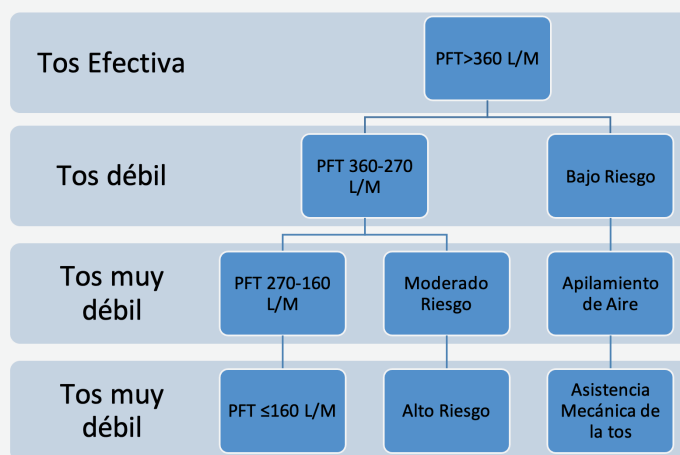 Tos Efectiva
PFT>360 L/M
Tos débil
PFT 360-270
L/M
Bajo Riesgo
Tos muy
débil
PFT 270-160
L/M
Moderado
Riesgo
Apilamiento
de Aire
Tos muy
débil
PFT ≤160 L/M
Alto Riesgo
Asistencia
Mecánica de
la tos